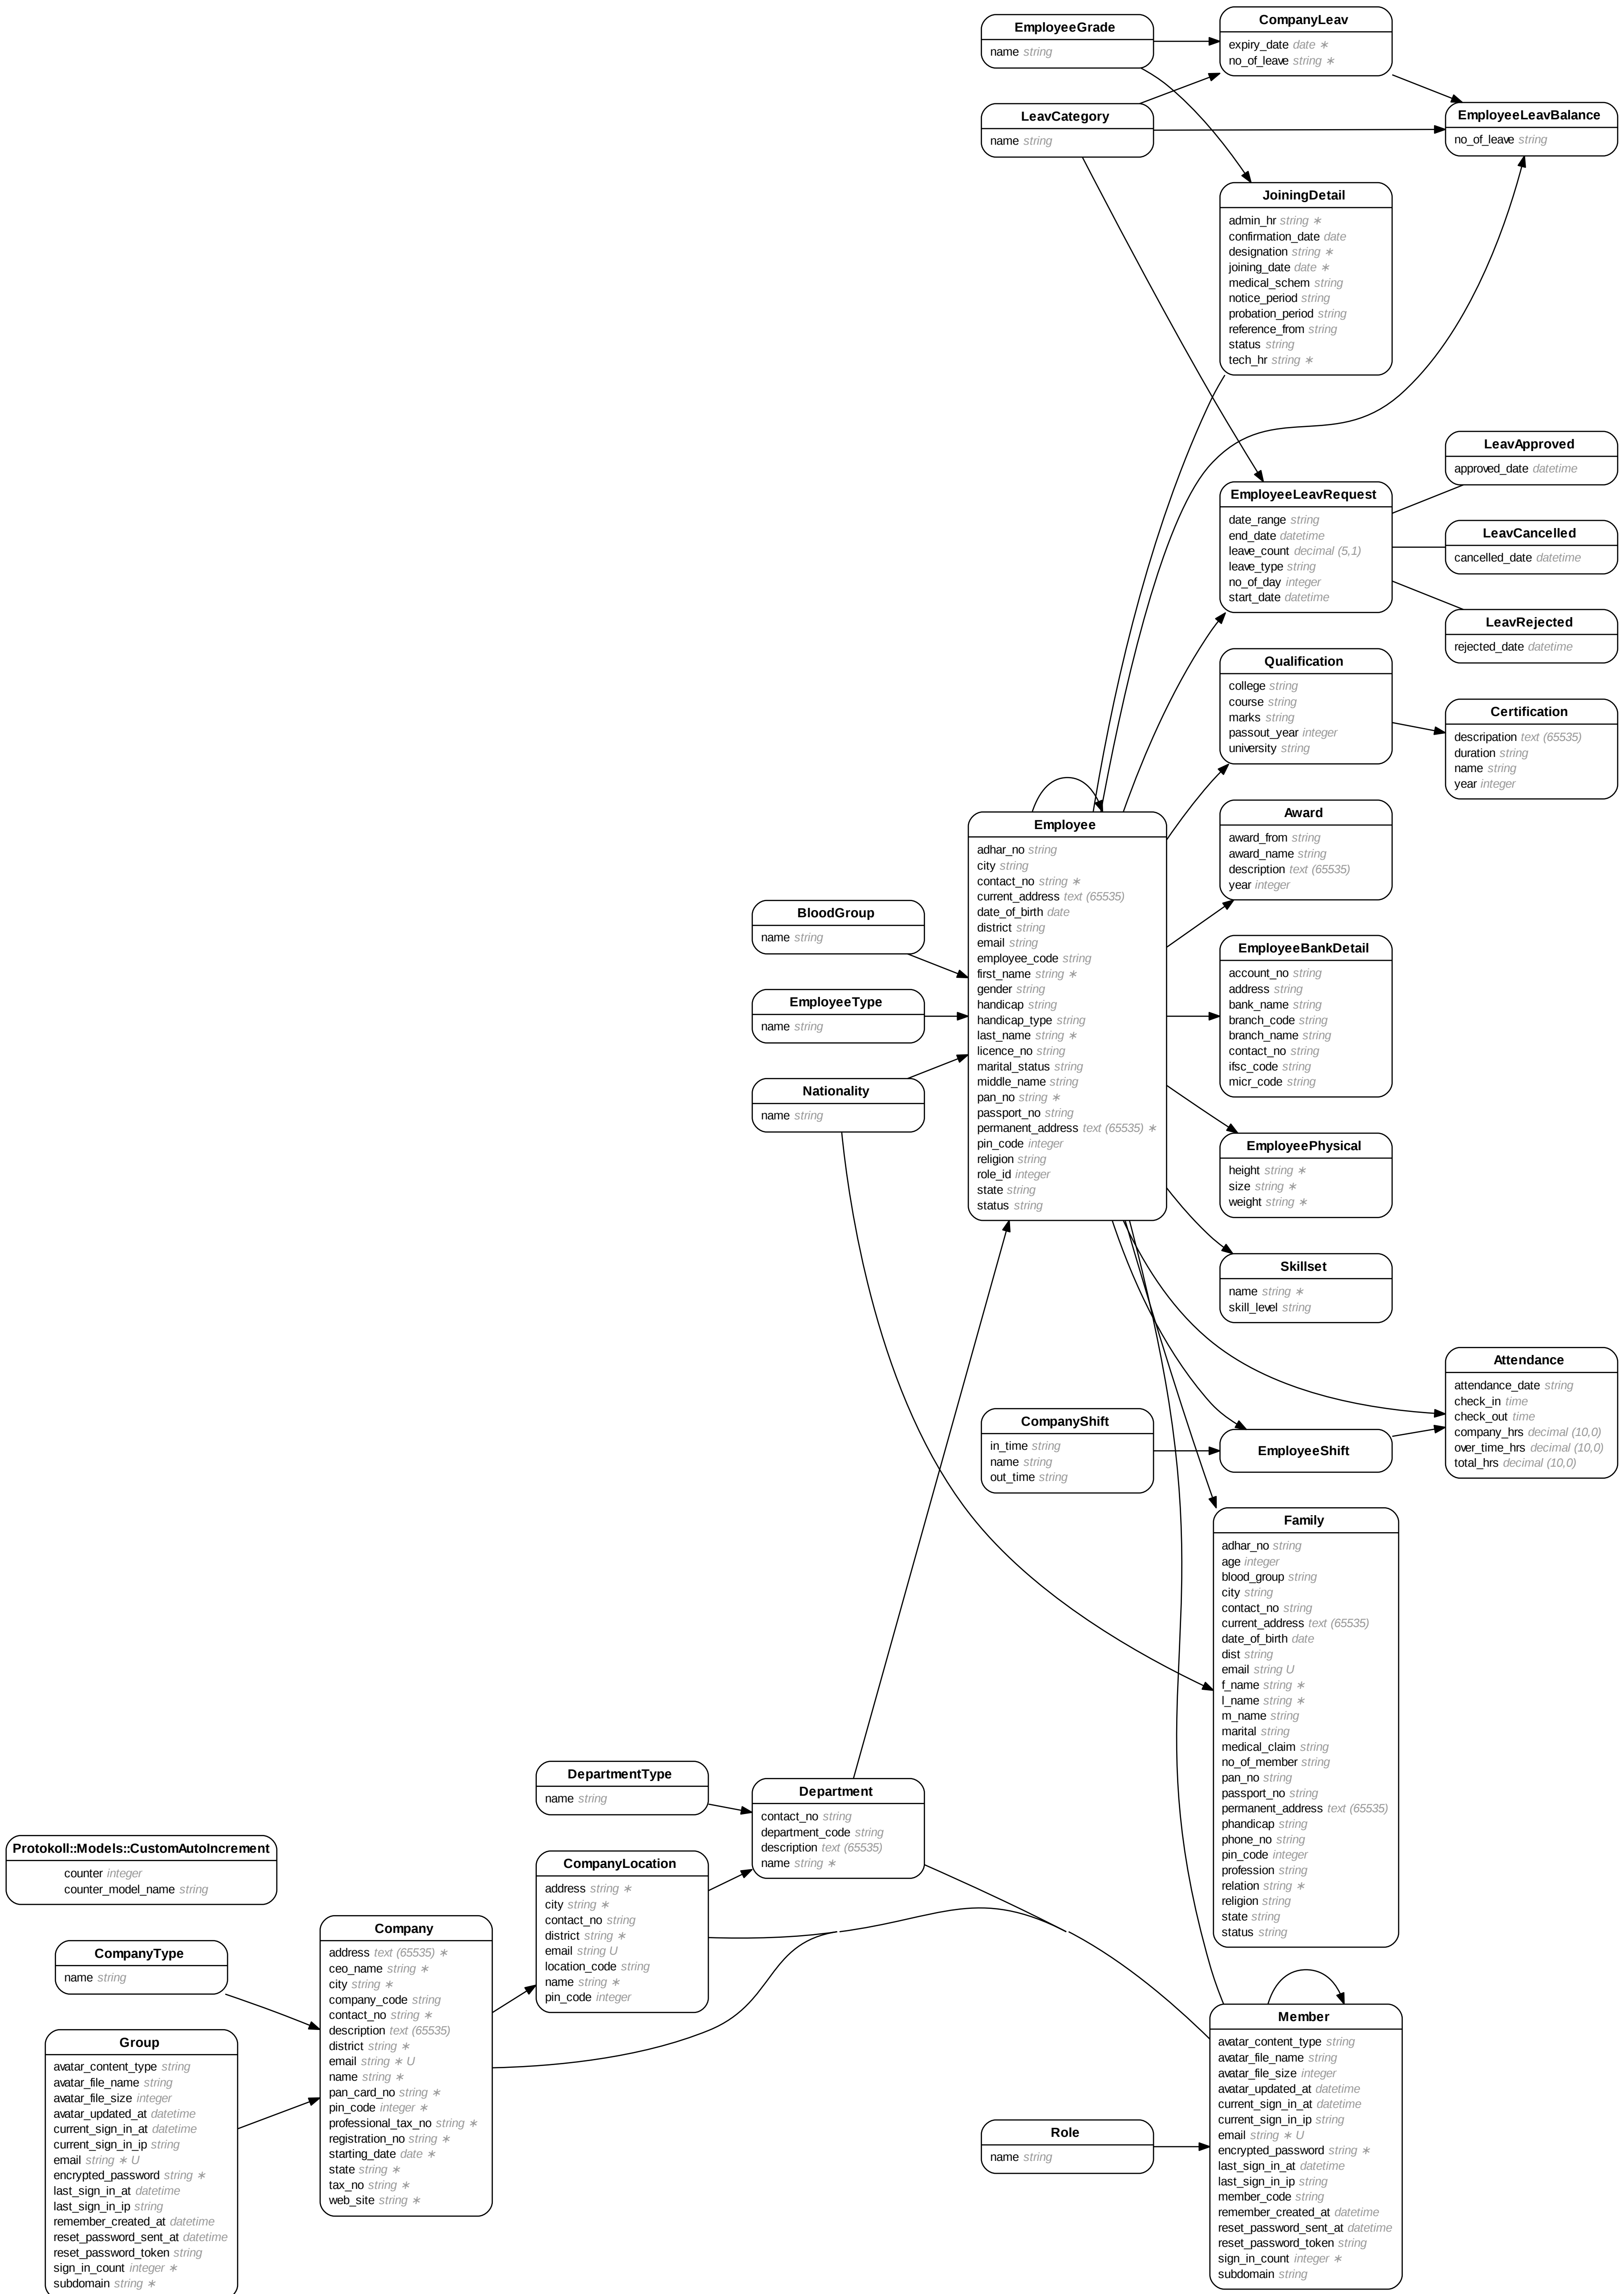 EmployeeGrade
name string
CompanyLeav
expiry_date date ∗
no_of_leave string ∗
LeavCategory
name string
EmployeeLeavBalance
no_of_leave string
JoiningDetail
admin_hr string ∗
confirmation_date date
designation string ∗
joining_date date ∗
medical_schem string
notice_period string
probation_period string
reference_from string
status string
tech_hr string ∗
LeavApproved
approved_date datetime
EmployeeLeavRequest
date_range string
end_date datetime
leave_count decimal (5,1)
leave_type string
no_of_day integer
start_date datetime
LeavCancelled
cancelled_date datetime
LeavRejected
rejected_date datetime
Qualification
college string
course string
marks string
passout_year integer
university string
Certification
descripation text (65535)
duration string
name string
year integer
Award
award_from string
award_name string
description text (65535)
year integer
Employee
adhar_no string
city string
contact_no string ∗
current_address text (65535)
date_of_birth date
district string
email string
employee_code string
first_name string ∗
gender string
handicap string
handicap_type string
last_name string ∗
licence_no string
marital_status string
middle_name string
pan_no string ∗
passport_no string
permanent_address text (65535) ∗
pin_code integer
religion string
role_id integer
state string
status string
BloodGroup
name string
EmployeeType
name string
Nationality
name string
EmployeeBankDetail
account_no string
address string
bank_name string
branch_code string
branch_name string
contact_no string
ifsc_code string
micr_code string
EmployeePhysical
height string ∗
size string ∗
weight string ∗
Skillset
name string ∗
skill_level string
Attendance
attendance_date string
check_in time
check_out time
company_hrs decimal (10,0)
over_time_hrs decimal (10,0)
total_hrs decimal (10,0)
CompanyShift
in_time string
name string
out_time string
EmployeeShift
Family
adhar_no string
age integer
blood_group string
city string
contact_no string
current_address text (65535)
date_of_birth date
dist string
email string U
f_name string ∗
l_name string ∗
m_name string
marital string
medical_claim string
no_of_member string
pan_no string
passport_no string
permanent_address text (65535)
phandicap string
phone_no string
pin_code integer
profession string
relation string ∗
religion string
state string
status string
DepartmentType
name string
Department
contact_no string
department_code string
description text (65535)
name string ∗
Protokoll::Models::CustomAutoIncrement
counter integer
counter_model_name string
CompanyLocation
address string ∗
city string ∗
contact_no string
district string ∗
email string U
location_code string
name string ∗
pin_code integer
Company
address text (65535) ∗
ceo_name string ∗
city string ∗
company_code string
contact_no string ∗
description text (65535)
district string ∗
email string ∗ U
name string ∗
pan_card_no string ∗
pin_code integer ∗
professional_tax_no string ∗
registration_no string ∗
starting_date date ∗
state string ∗
tax_no string ∗
web_site string ∗
CompanyType
name string
Group
avatar_content_type string
avatar_file_name string
avatar_file_size integer
avatar_updated_at datetime
current_sign_in_at datetime
current_sign_in_ip string
email string ∗ U
encrypted_password string ∗
last_sign_in_at datetime
last_sign_in_ip string
remember_created_at datetime
reset_password_sent_at datetime
reset_password_token string
sign_in_count integer ∗
subdomain string ∗
Role
name string
Member
avatar_content_type string
avatar_file_name string
avatar_file_size integer
avatar_updated_at datetime
current_sign_in_at datetime
current_sign_in_ip string
email string ∗ U
encrypted_password string ∗
last_sign_in_at datetime
last_sign_in_ip string
member_code string
remember_created_at datetime
reset_password_sent_at datetime
reset_password_token string
sign_in_count integer ∗
subdomain string